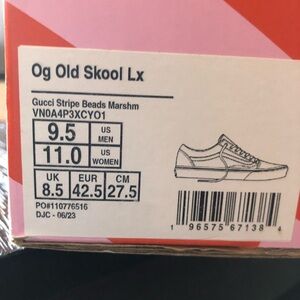 Og Old Skool Lx
Gucci Stripe Beads Marshm
VN0A4P3XCYO1
9.5 US MEN
11.0 US WOMEN
UK EUR CM
8.5 42.5 27.5
PO#110776516
DJC - 06/23
1 96575 67138 4